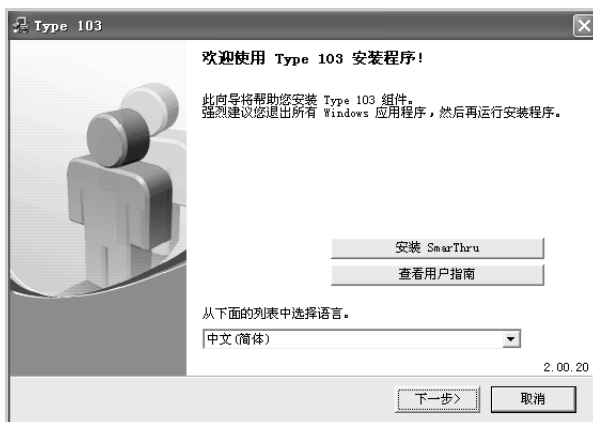 Type 103
欢迎使用 Type 103 安装程序!
此向导将帮助您安装 Type 103 组件。
强烈建议您退出所有 Windows 应用程序,然后再运行安装程序。
安装 SmarThru
查看用户指南
从下面的列表中选择语言。
中文(简体)
2.00.20
下一步>
取消